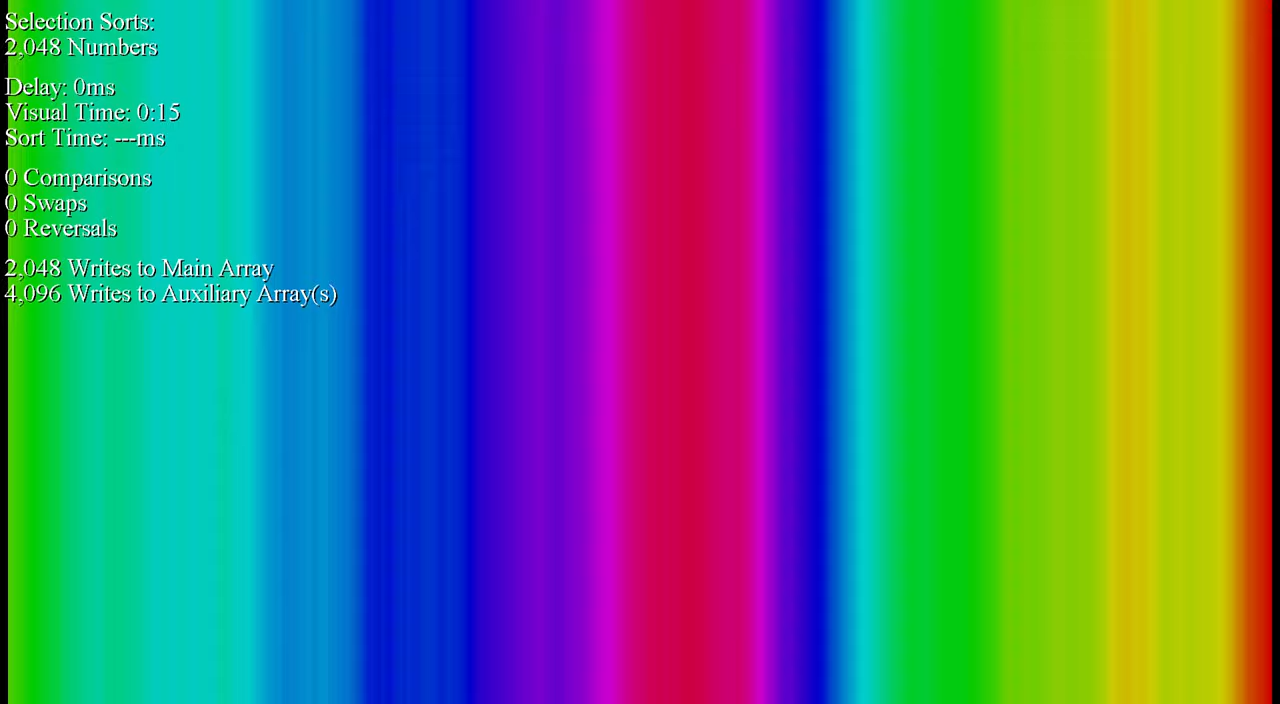 Selection Sorts:
2,048 Numbers
Delay: 0ms
Visual Time: 0:15
Sort Time: ---ms
0 Comparisons
0 Swaps
0 Reversals
2,048 Writes to Main Array
4,096 Writes to Auxiliary Array(s)